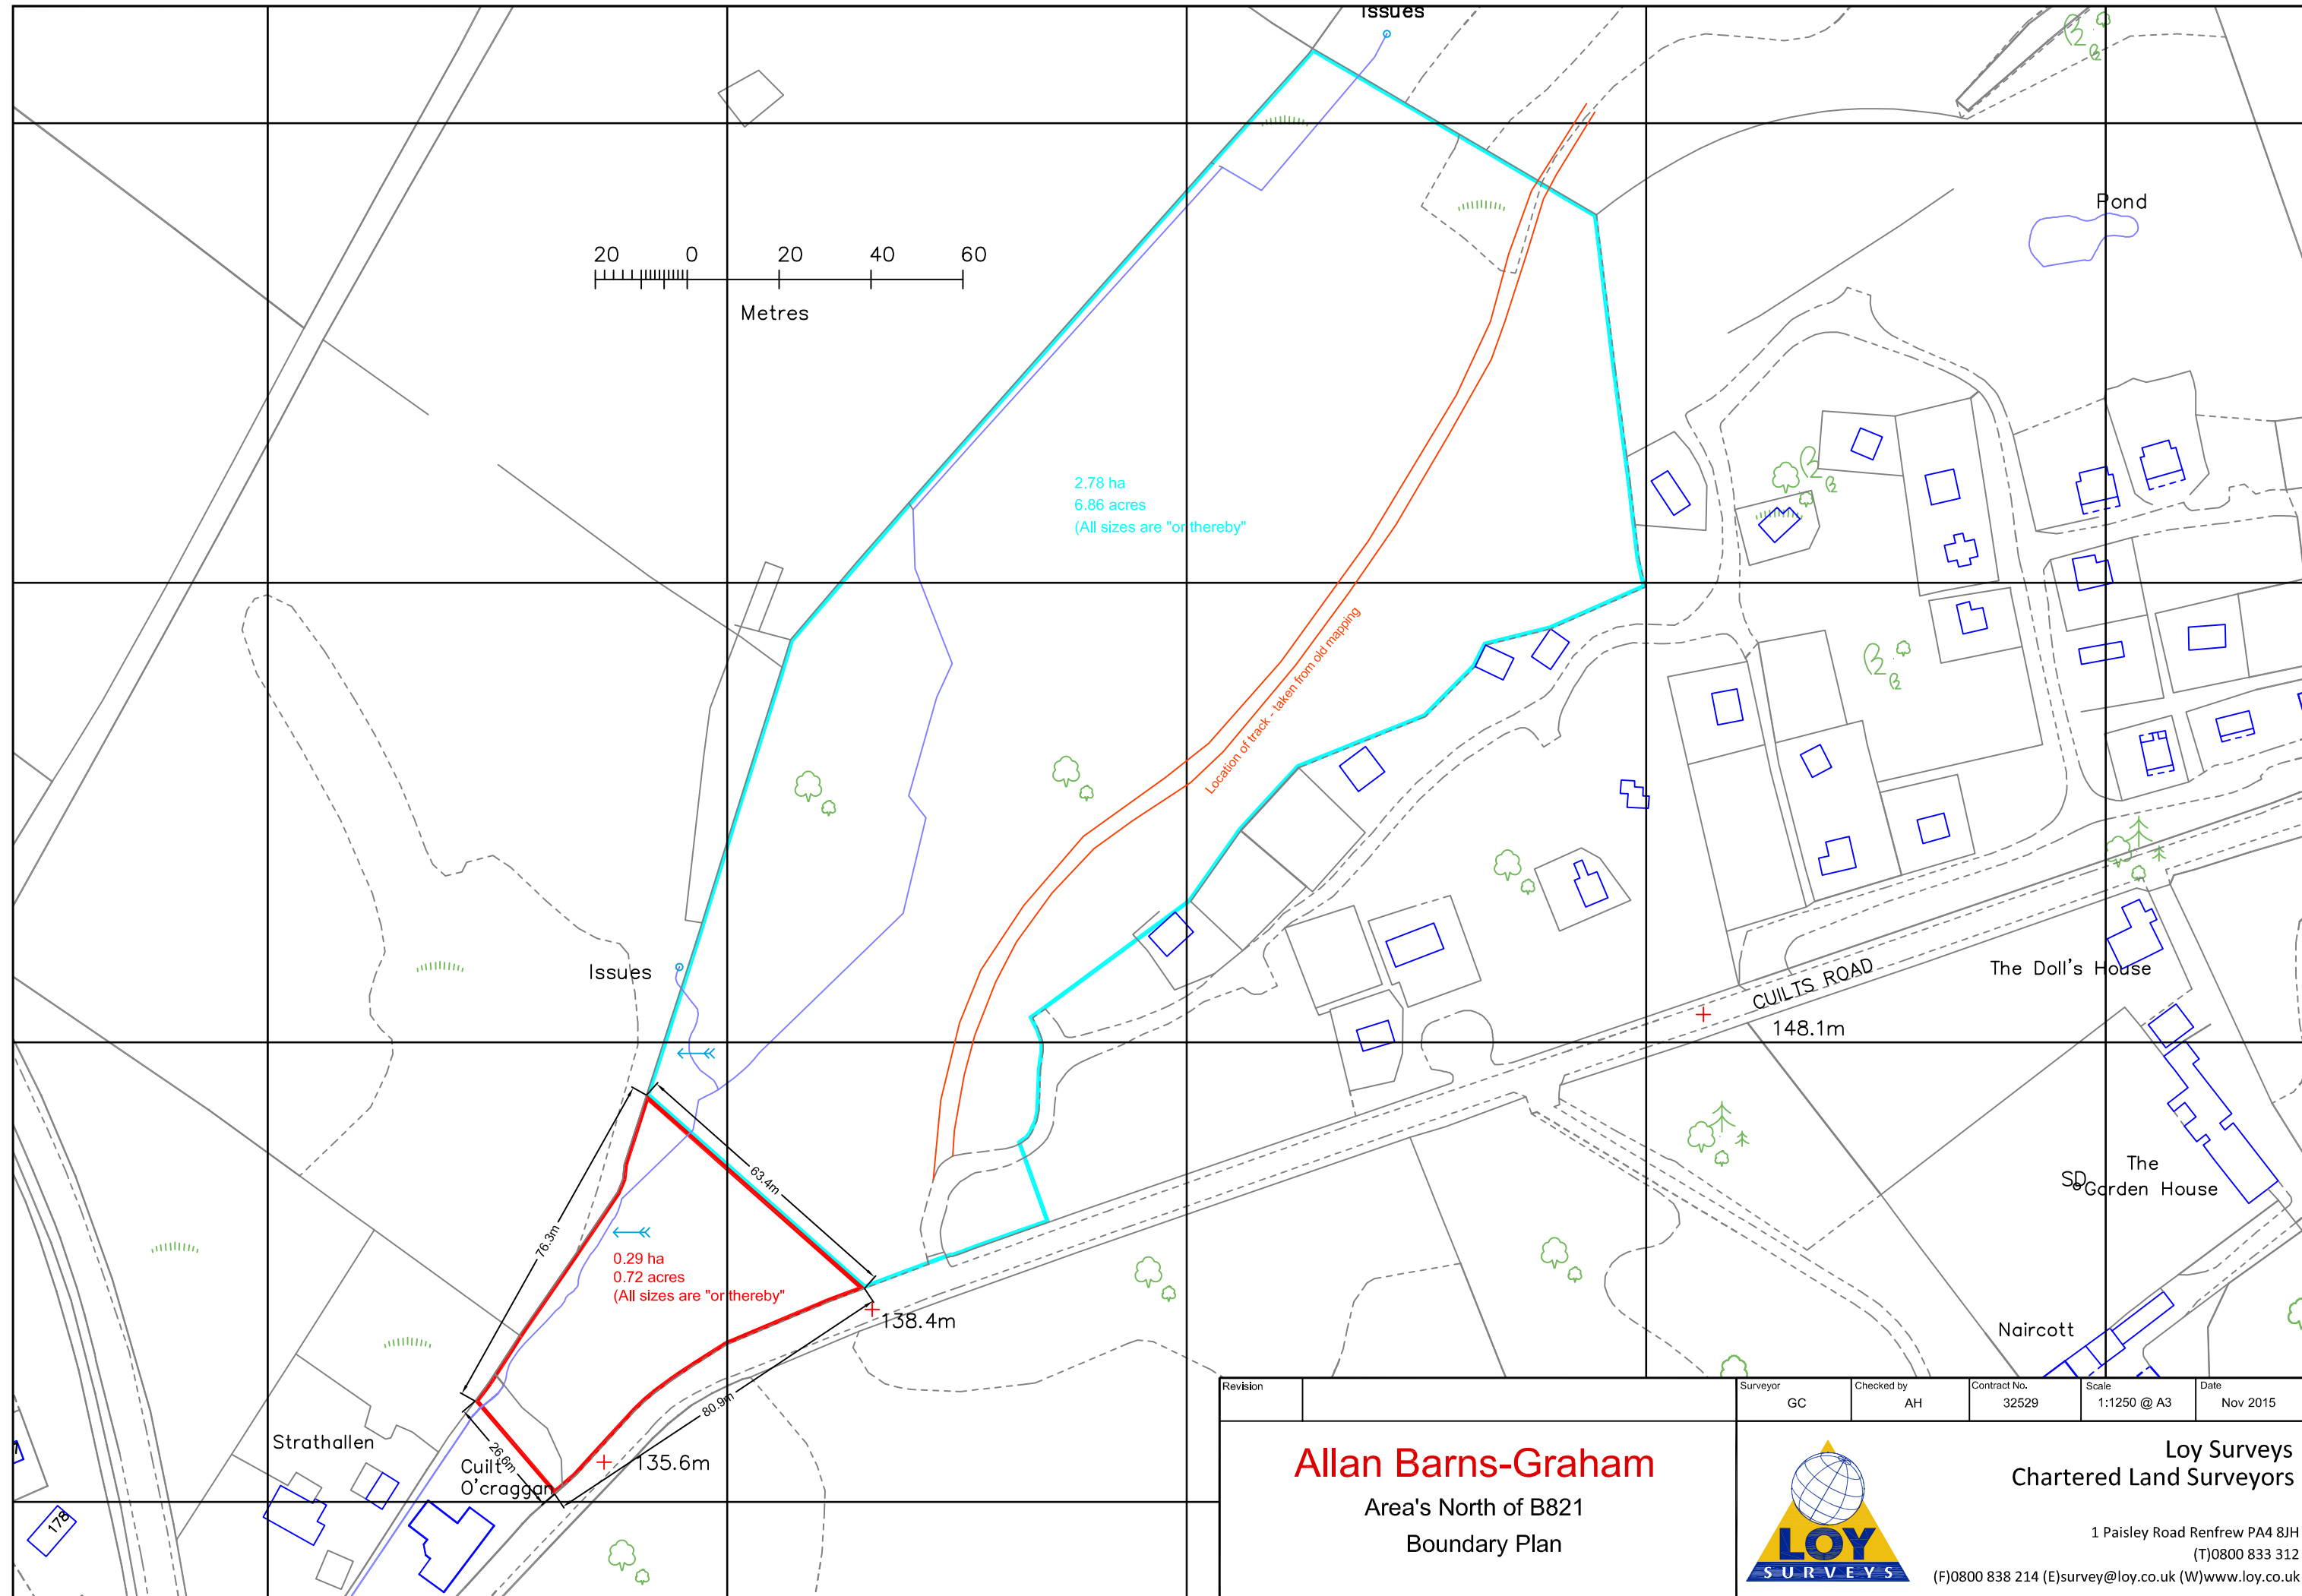 Issues
Pond
20 0 20 40 60
Metres
2.78 ha
6.86 acres
(All sizes are "or thereby"
Location of track - taken from old mapping
Issues
CUILTS ROAD
148.1m
The Doll's House
63.4m
76.3m
The
SD
Garden House
0.29 ha
0.72 acres
(All sizes are "or thereby"
138.4m
Naircott
80.9m
Strathallen
26.6m
135.6m
Cuilt
O'craggan
178
Revision
Surveyor
GC
Checked by
AH
Contract No.
32529
Scale
1:1250 @ A3
Date
Nov 2015
Allan Barns-Graham
Area's North of B821
Boundary Plan
LOY
SURVEYS
Loy Surveys
Chartered Land Surveyors
1 Paisley Road Renfrew PA4 8JH
(T)0800 833 312
(F)0800 838 214 (E)survey@loy.co.uk (W)www.loy.co.uk